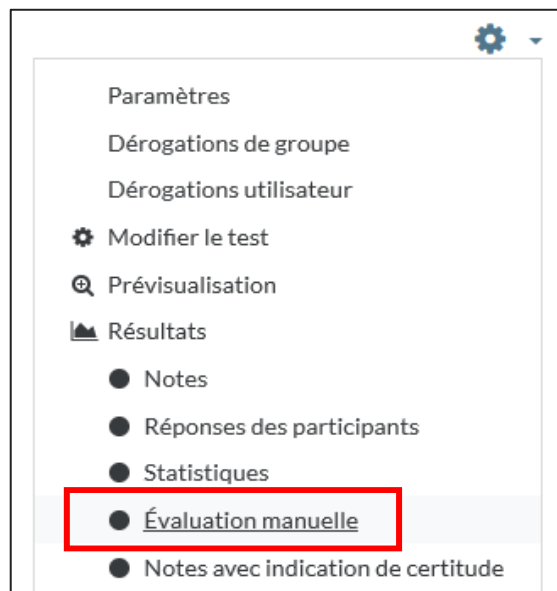 Paramètres
Dérogations de groupe
Dérogations utilisateur
Modifier le test
Prévisualisation
Résultats
Notes
Réponses des participants
Statistiques
Évaluation manuelle
Notes avec indication de certitude